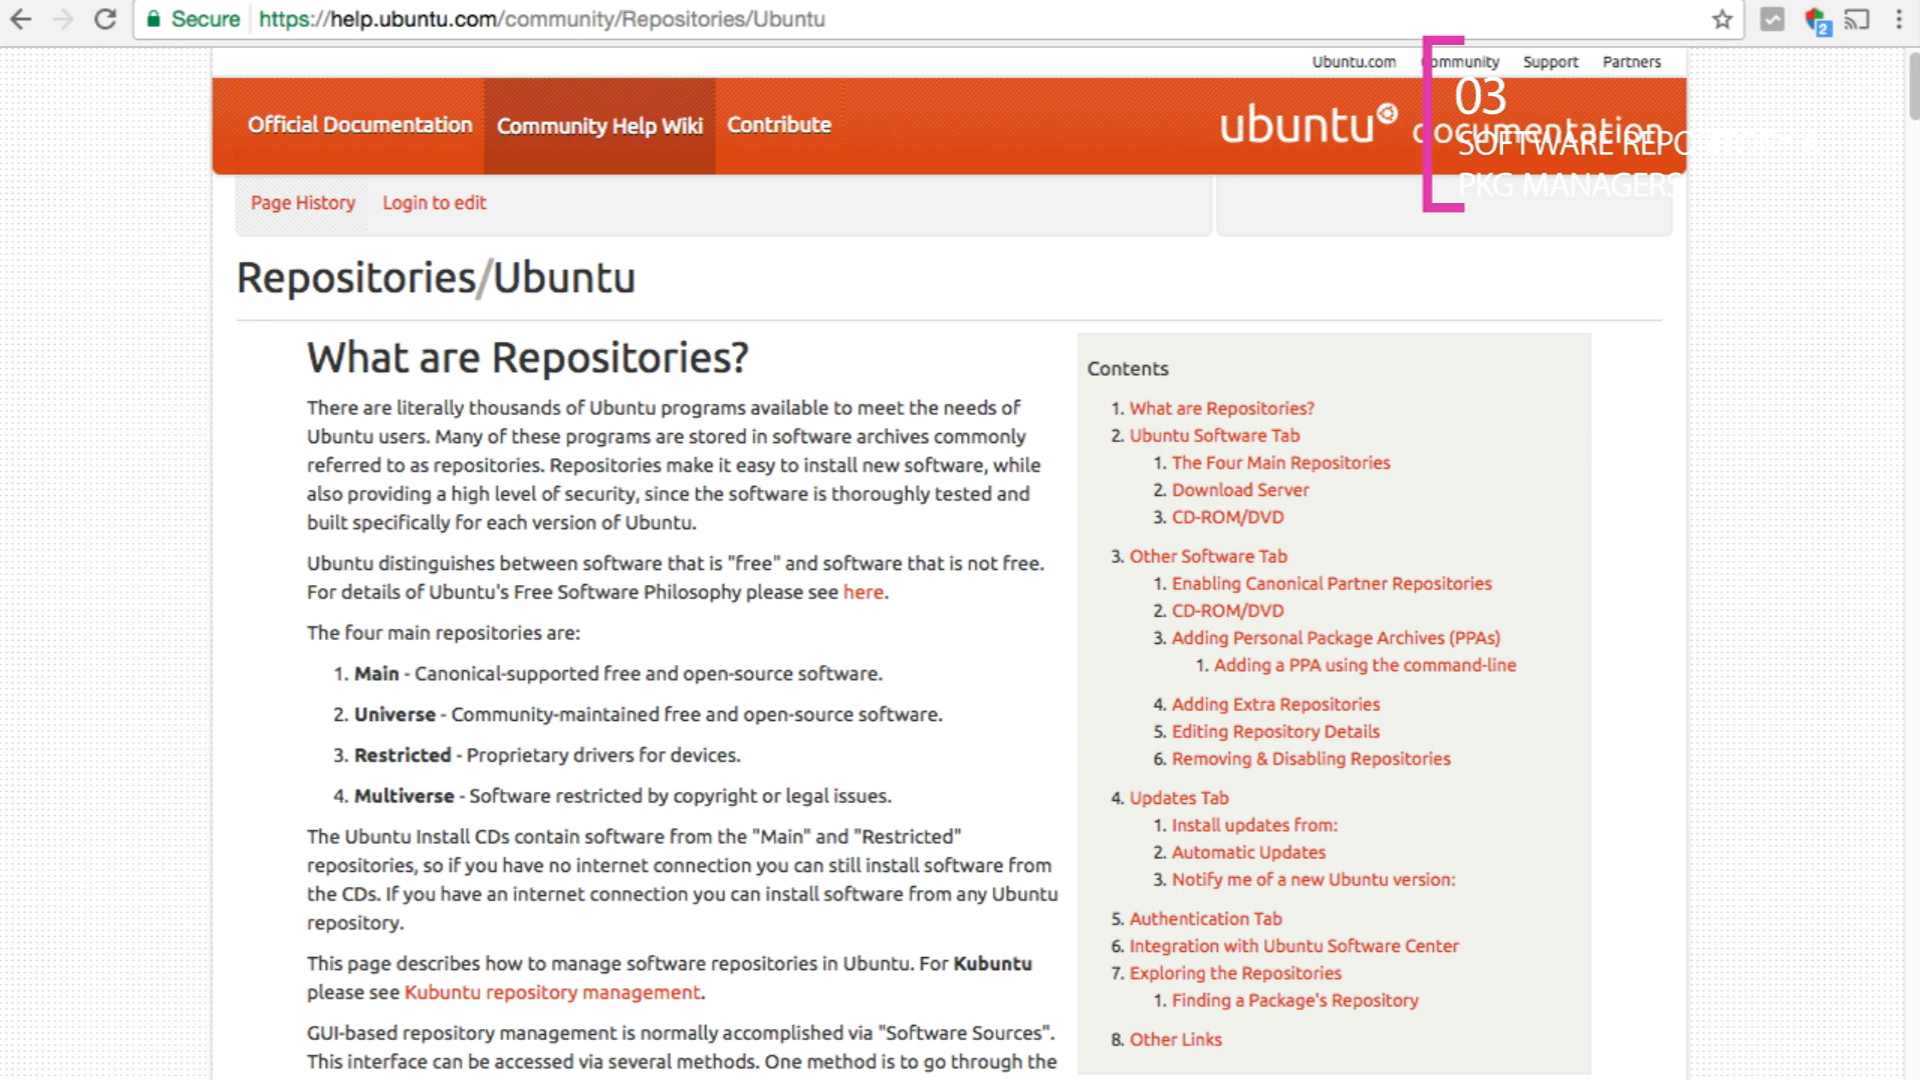 Secure https://help.ubuntu.com/community/Repositories/Ubuntu
2
Ubuntu.com Community Support Partners
03
Official Documentation Community Help Wiki Contribute
ubuntu documentation
SOFTWARE
PKG MANAGERS
Page History Login to edit
Repositories/Ubuntu
What are Repositories?
There are literally thousands of Ubuntu programs available to meet the needs of
Ubuntu users. Many of these programs are stored in software archives commonly
referred to as repositories. Repositories make it easy to install new software, while
also providing a high level of security, since the software is thoroughly tested and
built specifically for each version of Ubuntu.
Ubuntu distinguishes between software that is "free" and software that is not free.
For details of Ubuntu's Free Software Philosophy please see here.
The four main repositories are:
1. Main - Canonical-supported free and open-source software.
2. Universe - Community-maintained free and open-source software.
3. Restricted - Proprietary drivers for devices.
4. Multiverse - Software restricted by copyright or legal issues.
The Ubuntu Install CDs contain software from the "Main" and "Restricted"
repositories, so if you have no internet connection you can still install software from
the CDs. If you have an internet connection you can install software from any Ubuntu
repository.
This page describes how to manage software repositories in Ubuntu. For Kubuntu
please see Kubuntu repository management.
GUI-based repository management is normally accomplished via "Software Sources".
This interface can be accessed via several methods. One method is to go through the
Contents
1. What are Repositories?
2. Ubuntu Software Tab
1. The Four Main Repositories
2. Download Server
3. CD-ROM/DVD
3. Other Software Tab
1. Enabling Canonical Partner Repositories
2. CD-ROM/DVD
3. Adding Personal Package Archives (PPAs)
1. Adding a PPA using the command-line
4. Adding Extra Repositories
5. Editing Repository Details
6. Removing & Disabling Repositories
4. Updates Tab
1. Install updates from:
2. Automatic Updates
3. Notify me of a new Ubuntu version:
5. Authentication Tab
6. Integration with Ubuntu Software Center
7. Exploring the Repositories
1. Finding a Package's Repository
8. Other Links